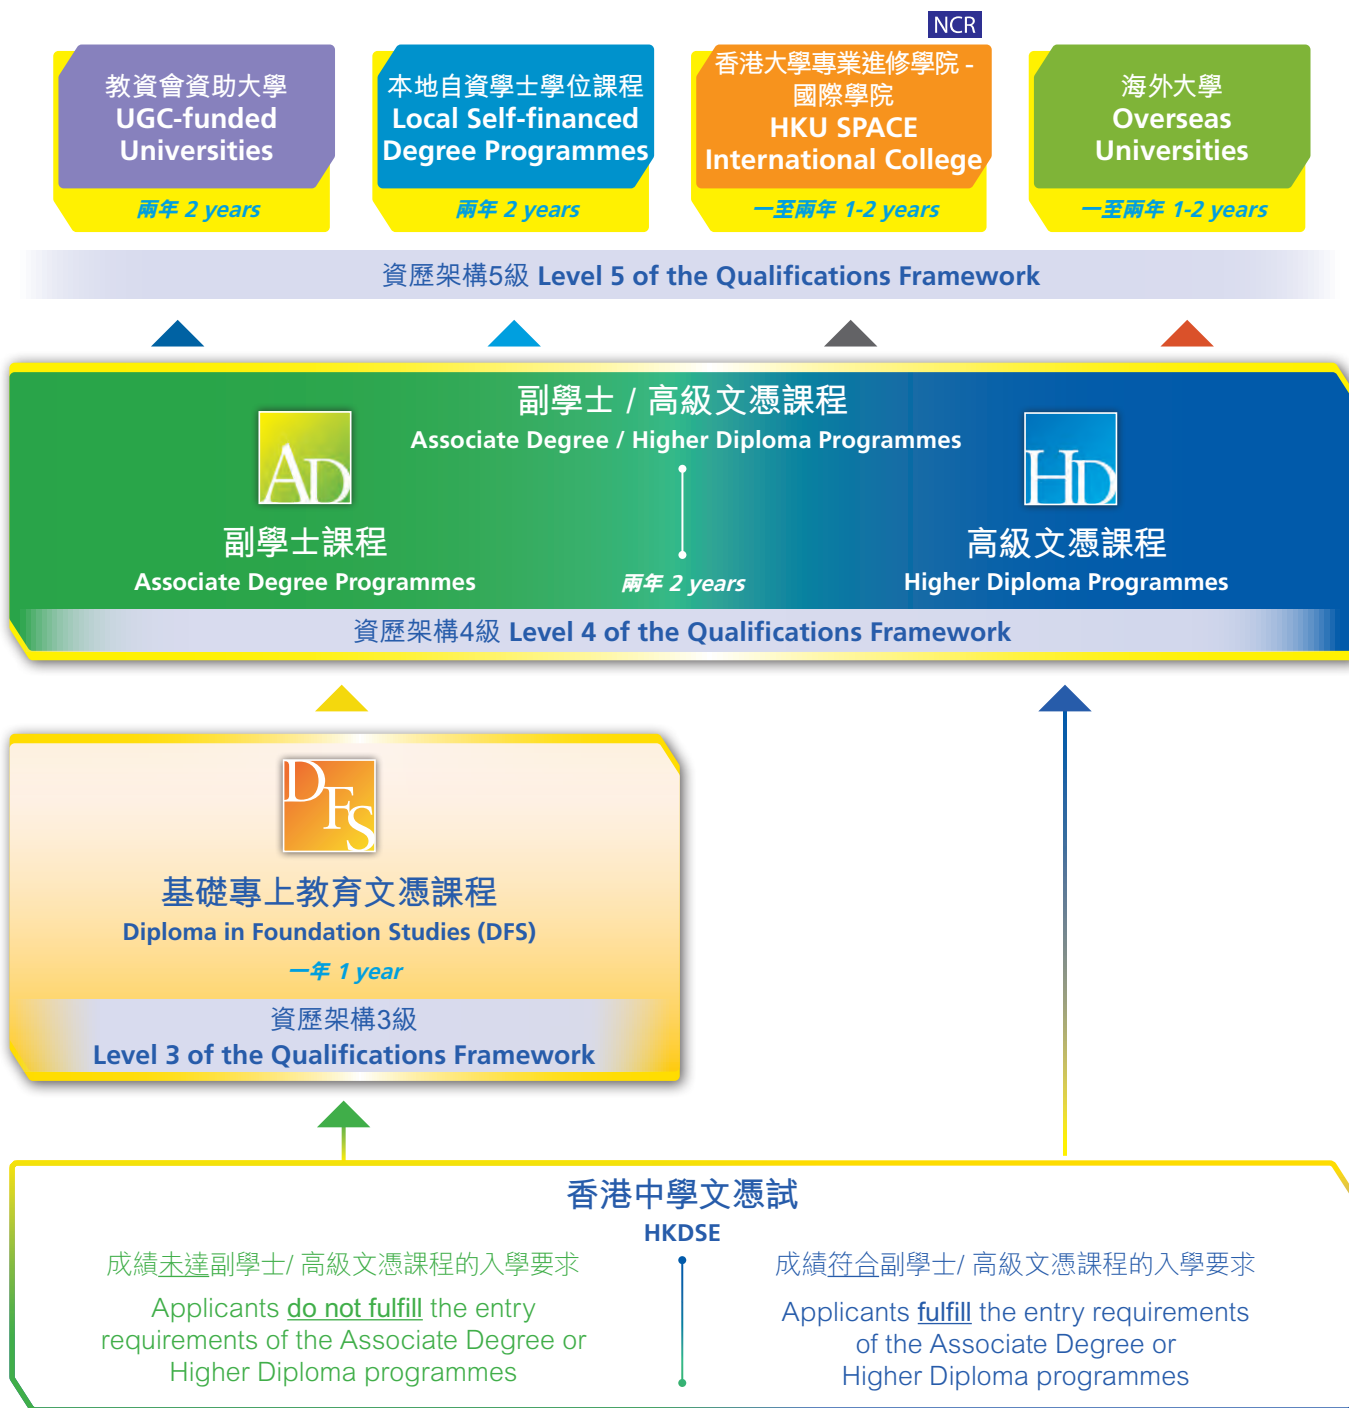 NCR
教資會資助大學
UGC-funded
Universities
兩年 2 years
本地自資學士學位課程
Local Self-financed
Degree Programmes
兩年 2 years
香港大學專業進修學院 -
國際學院
HKU SPACE
International College
一至兩年 1-2 years
海外大學
Overseas
Universities
一至兩年 1-2 years
資歷架構5級 Level 5 of the Qualifications Framework
副學士 / 高級文憑課程
Associate Degree / Higher Diploma Programmes
AD
副學士課程
Associate Degree Programmes
兩年 2 years
HD
高級文憑課程
Higher Diploma Programmes
資歷架構4級 Level 4 of the Qualifications Framework
DFS
基礎專上教育文憑課程
Diploma in Foundation Studies (DFS)
一年 1 year
資歷架構3級
Level 3 of the Qualifications Framework
香港中學文憑試
HKDSE
成績未達副學士/ 高級文憑課程的入學要求
Applicants do not fulfill the entry
requirements of the Associate Degree or
Higher Diploma programmes
成績符合副學士/ 高級文憑課程的入學要求
Applicants fulfill the entry requirements
of the Associate Degree or
Higher Diploma programmes